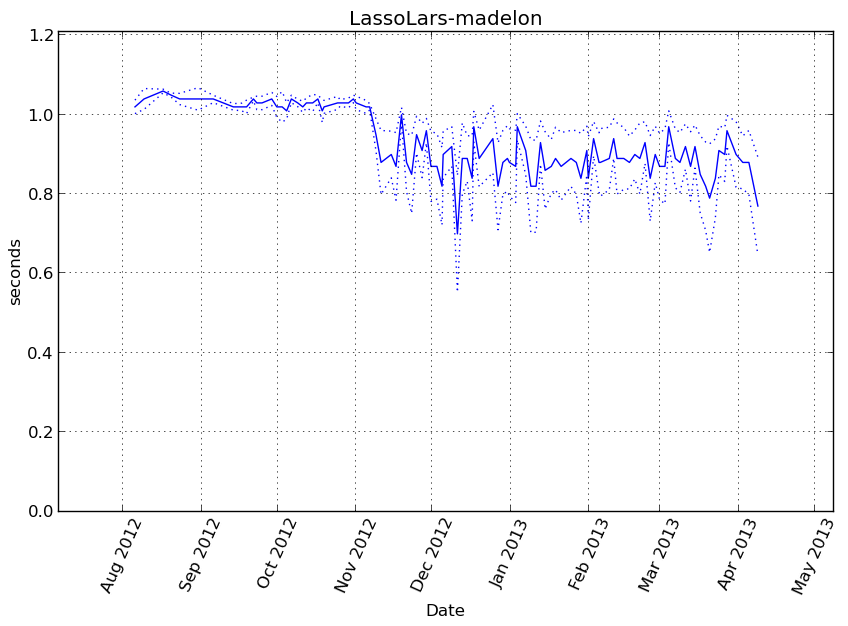 LassoLars-madelon
1.2
1.0
0.8
0.6
0.4
0.2
0.0
seconds
Aug 2012
Sep 2012
Oct 2012
Nov 2012
Dec 2012
Jan 2013
Feb 2013
Mar 2013
Apr 2013
May 2013
Date